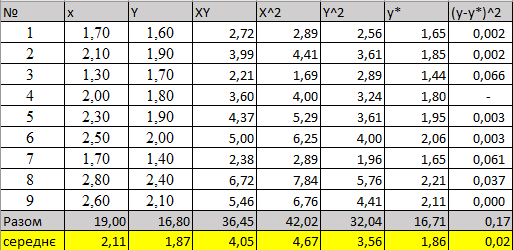 № x Y XY X^2 Y^2 y* (y-y*)^2
1 1,70 1,60 2,72 2,89 2,56 1,65 0,002
2 2,10 1,90 3,99 4,41 3,61 1,85 0,002
3 1,30 1,70 2,21 1,69 2,89 1,44 0,066
4 2,00 1,80 3,60 4,00 3,24 1,80 -
5 2,30 1,90 4,37 5,29 3,61 1,95 0,003
6 2,50 2,00 5,00 6,25 4,00 2,06 0,003
7 1,70 1,40 2,38 2,89 1,96 1,65 0,061
8 2,80 2,40 6,72 7,84 5,76 2,21 0,037
9 2,60 2,10 5,46 6,76 4,41 2,11 0,000
Разом 19,00 16,80 36,45 42,02 32,04 16,71 0,17
середнє 2,11 1,87 4,05 4,67 3,56 1,86 0,02